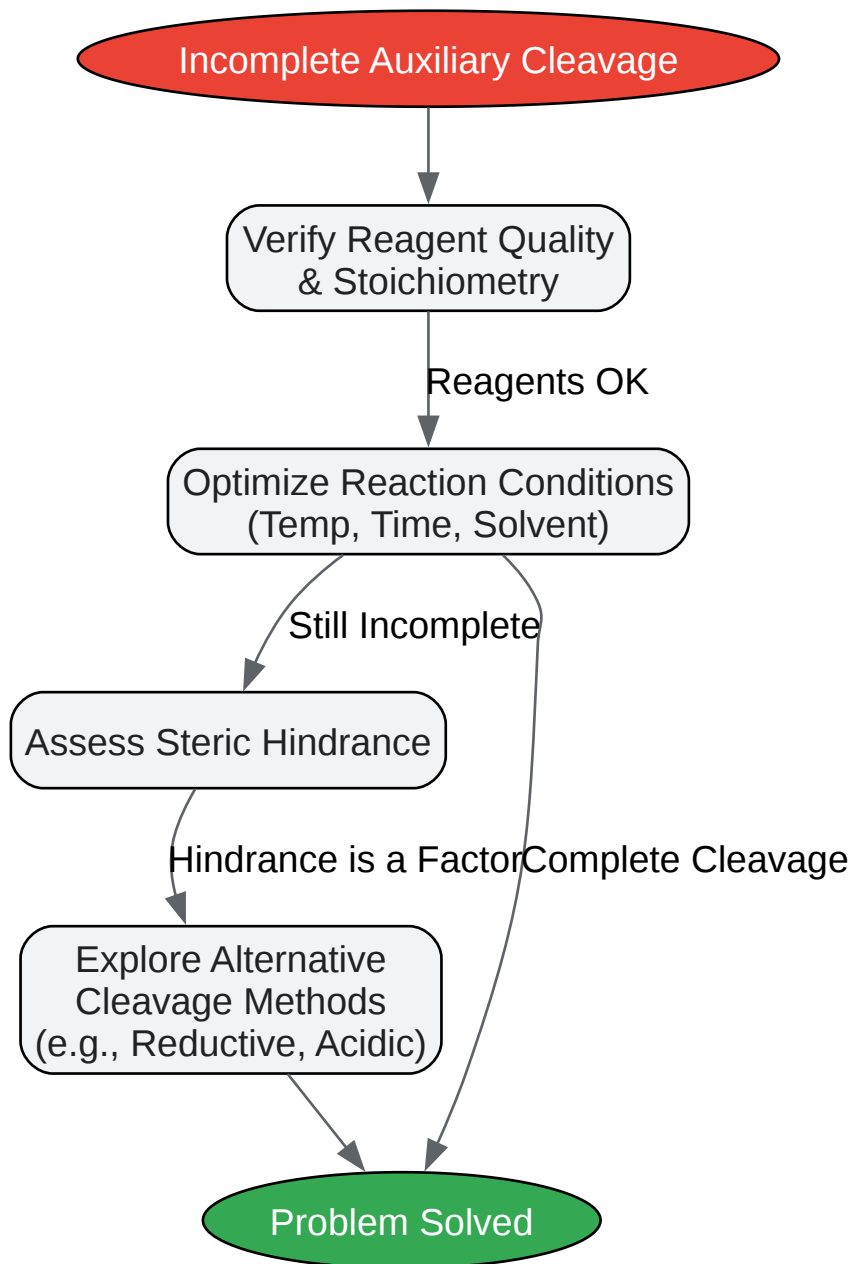 Incomplete Auxiliary Cleavage
Verify Reagent Quality
& Stoichiometry
Reagents OK
Optimize Reaction Conditions
(Temp, Time, Solvent)
Still Incomplete
Assess Steric Hindrance
Hindrance is a Factor
Complete Cleavage
Explore Alternative
Cleavage Methods
(e.g., Reductive, Acidic)
Problem Solved